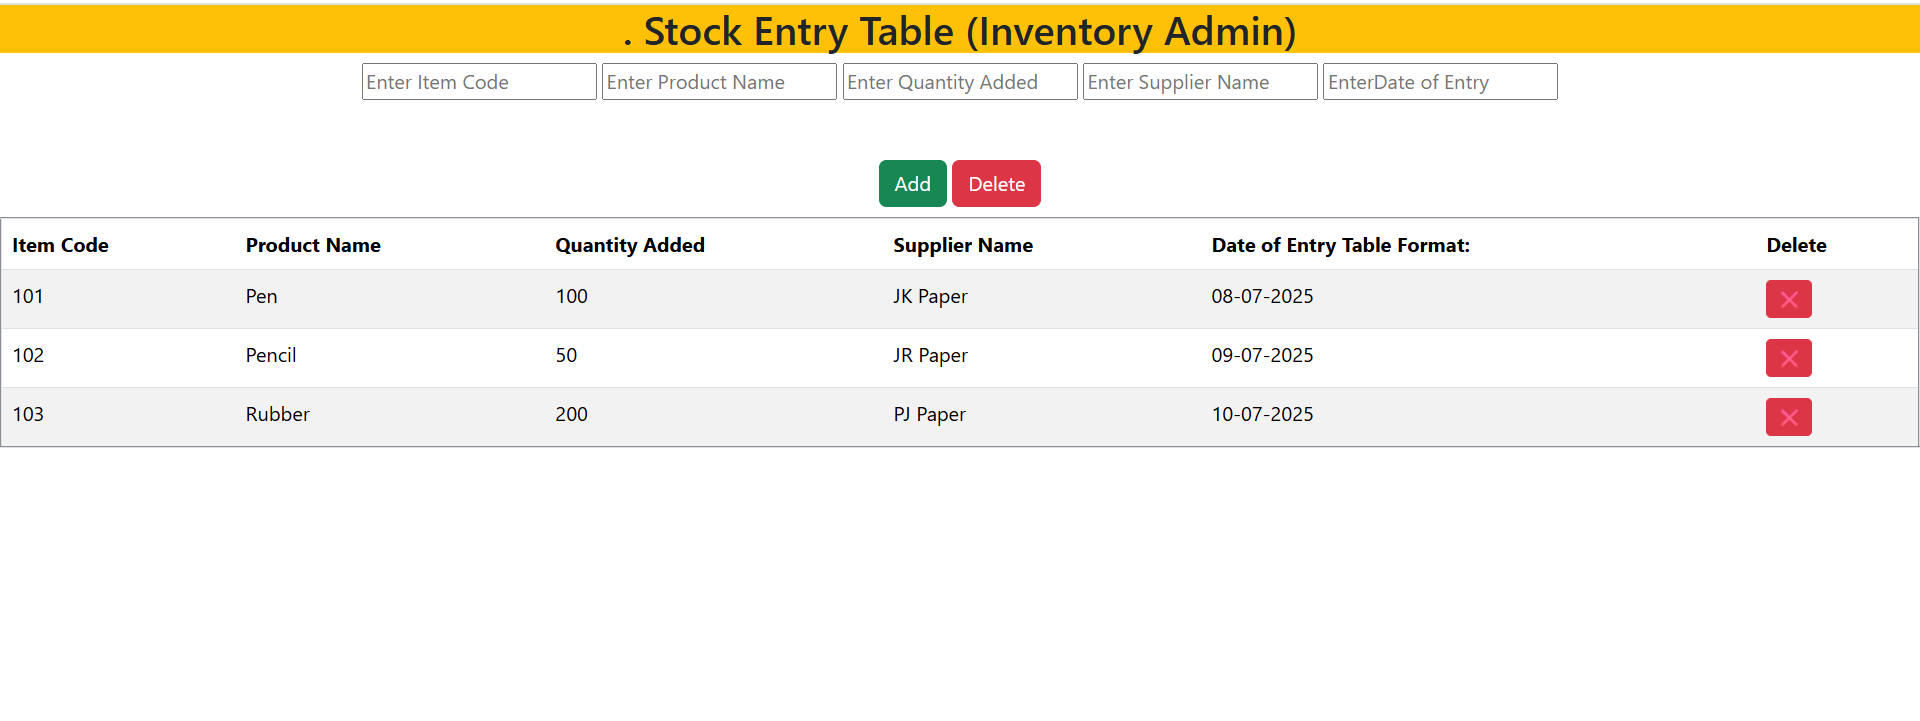 . Stock Entry Table (Inventory Admin)
Enter Item Code Enter Product Name Enter Quantity Added Enter Supplier Name EnterDate of Entry
Add Delete
Item Code Product Name Quantity Added Supplier Name Date of Entry Table Format: Delete
101 Pen 100 JK Paper 08-07-2025
102 Pencil 50 JR Paper 09-07-2025
103 Rubber 200 PJ Paper 10-07-2025